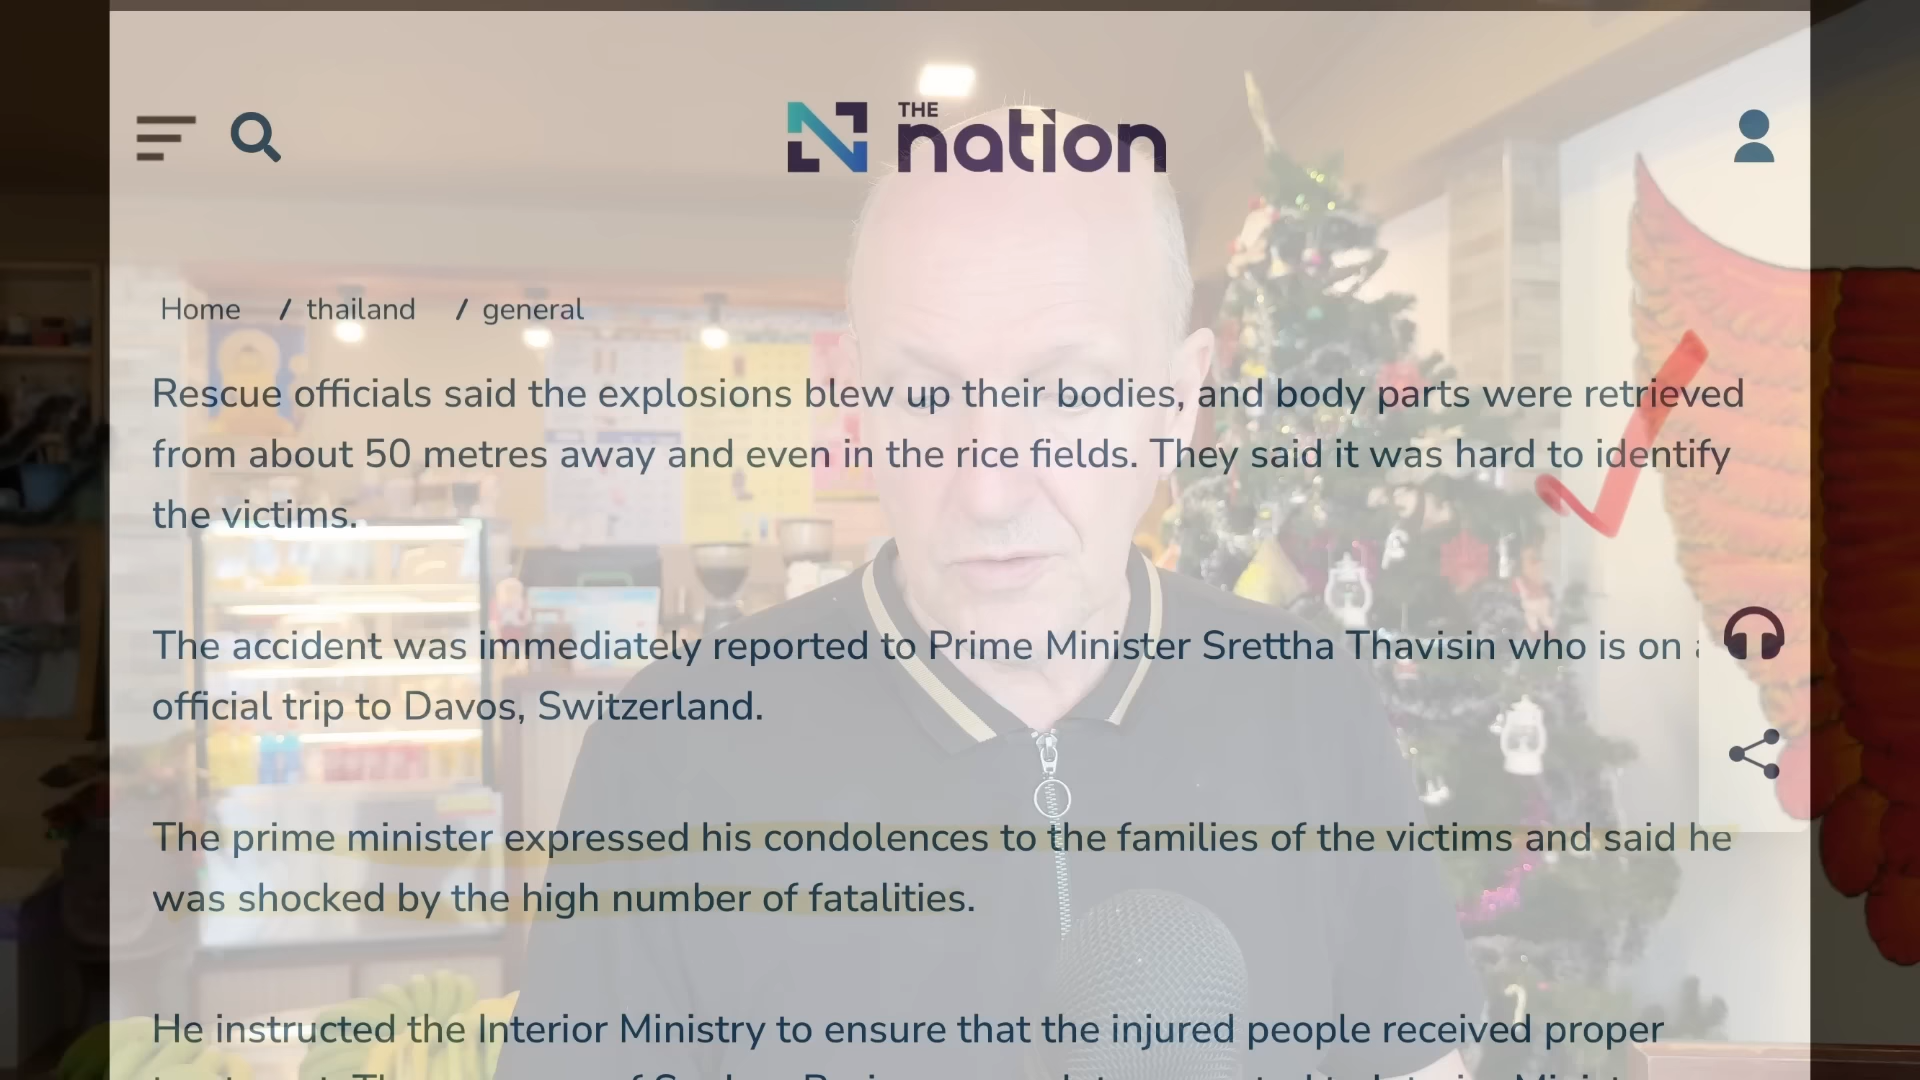 THE
nation
Home / thailand / general
Rescue officials said the explosions blew up their bodies, and body parts were retrieved
from about 50 metres away and even in the rice fields. They said it was hard to identify
the victims.
The accident was immediately reported to Prime Minister Srettha Thavisin who is on
official trip to Davos, Switzerland.
The prime minister expressed his condolences to the families of the victims and said he
was shocked by the high number of fatalities.
He instructed the Interior Ministry to ensure that the injured people received proper